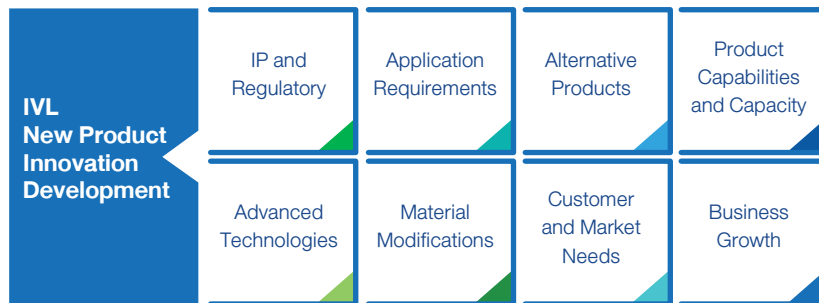 IVL
New Product
Innovation
Development
IP and
Regulatory
Application
Requirements
Alternative
Products
Product
Capabilities
and Capacity
Advanced
Technologies
Material
Modifications
Customer
and Market
Needs
Business
Growth